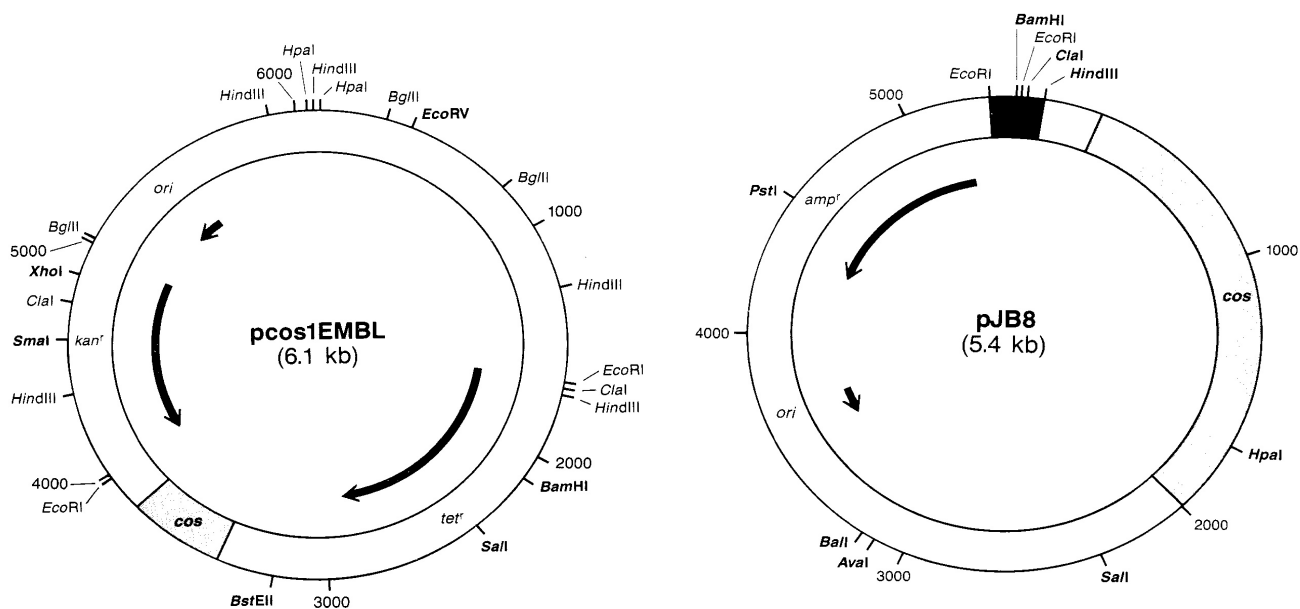 HpaI
HindIII
6000
HpaI
HindIII
BglII
EcoRV
BglII
1000
HindIII
EcoRI
ClaI
HindIII
2000
BamHI
tetʳ
SalI
3000
BstEII
cos
EcoRI
4000
HindIII
SmaI
kanʳ
ClaI
XhoI
5000
BglII
ori
pcos1EMBL
(6.1 kb)
BamHI
EcoRI
ClaI
HindIII
EcoRI
5000
PstI
ampʳ
1000
cos
4000
pJB8
(5.4 kb)
ori
HpaI
2000
SalI
3000
AvaI
BalI